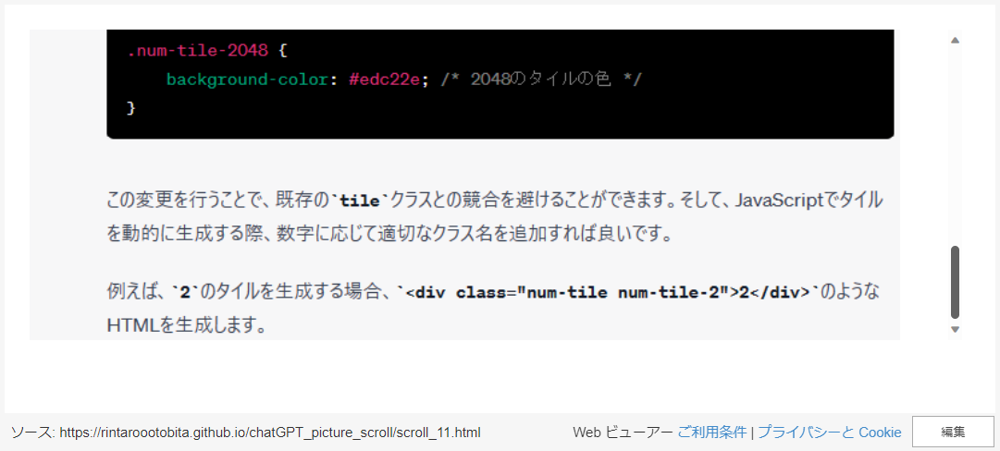 .num-tile-2048 {
    background-color: #edc22e; /* 2048のタイルの色 */
}
この変更を行うことで、既存の`tile`クラスとの競合を避けることができます。そして、JavaScriptでタイル
を動的に生成する際、数字に応じて適切なクラス名を追加すれば良いです。
例えば、`2`のタイルを生成する場合、`<div class="num-tile num-tile-2">2</div>`のような
HTMLを生成します。
ソース: https://rintaroootobita.github.io/chatGPT_picture_scroll/scroll_11.html Web ビューアー ご利用条件 | プライバシーと Cookie 編集